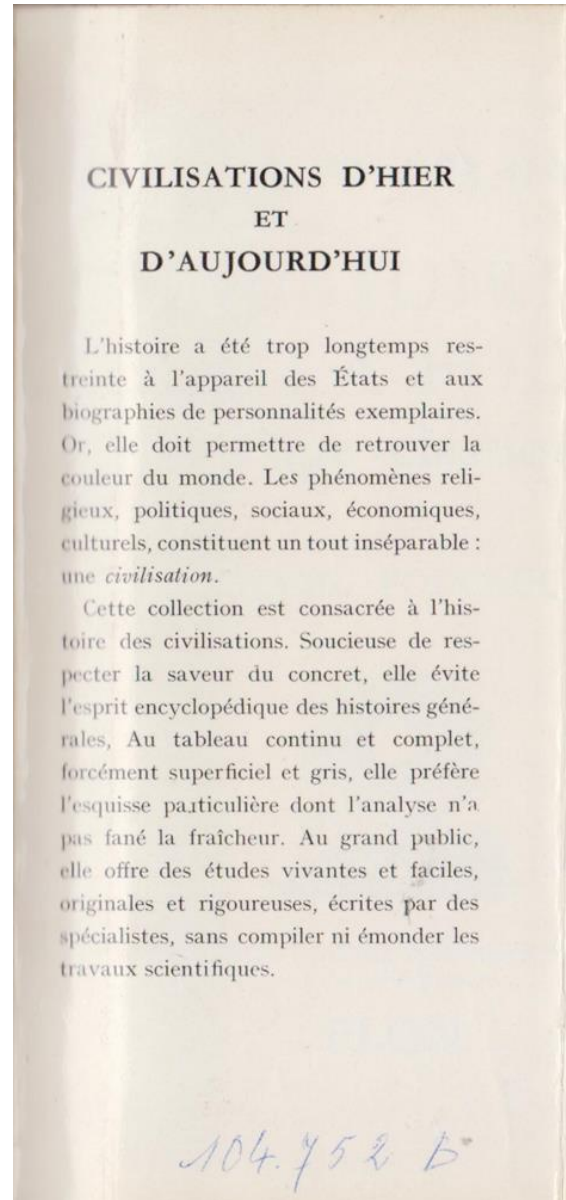 CIVILISATIONS D'HIER
ET
D'AUJOURD'HUI
L'histoire a été trop longtemps res-
treinte à l'appareil des États et aux
biographies de personnalités exemplaires.
Or, elle doit permettre de retrouver la
couleur du monde. Les phénomènes reli-
gieux, politiques, sociaux, économiques,
culturels, constituent un tout inséparable :
une civilisation.
Cette collection est consacrée à l'his-
toire des civilisations. Soucieuse de res-
pecter la saveur du concret, elle évite
l'esprit encyclopédique des histoires géné-
rales, Au tableau continu et complet,
forcément superficiel et gris, elle préfère
l'esquisse particulière dont l'analyse n'a
pas fané la fraîcheur. Au grand public,
elle offre des études vivantes et faciles,
originales et rigoureuses, écrites par des
spécialistes, sans compiler ni émonder les
travaux scientifiques.
104.752 B